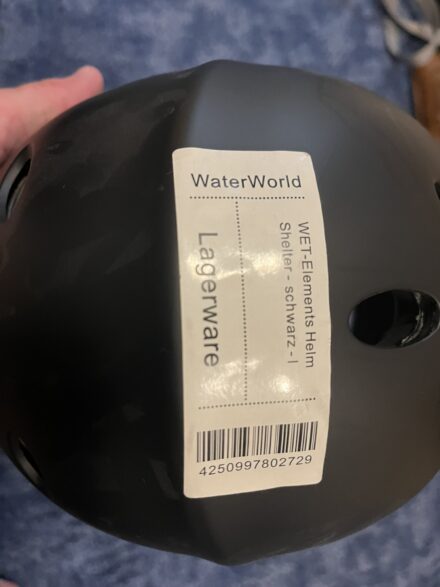 WaterWorld
WET-Elements Helm
Shelter - schwarz - l
Lagerware
4250997802729